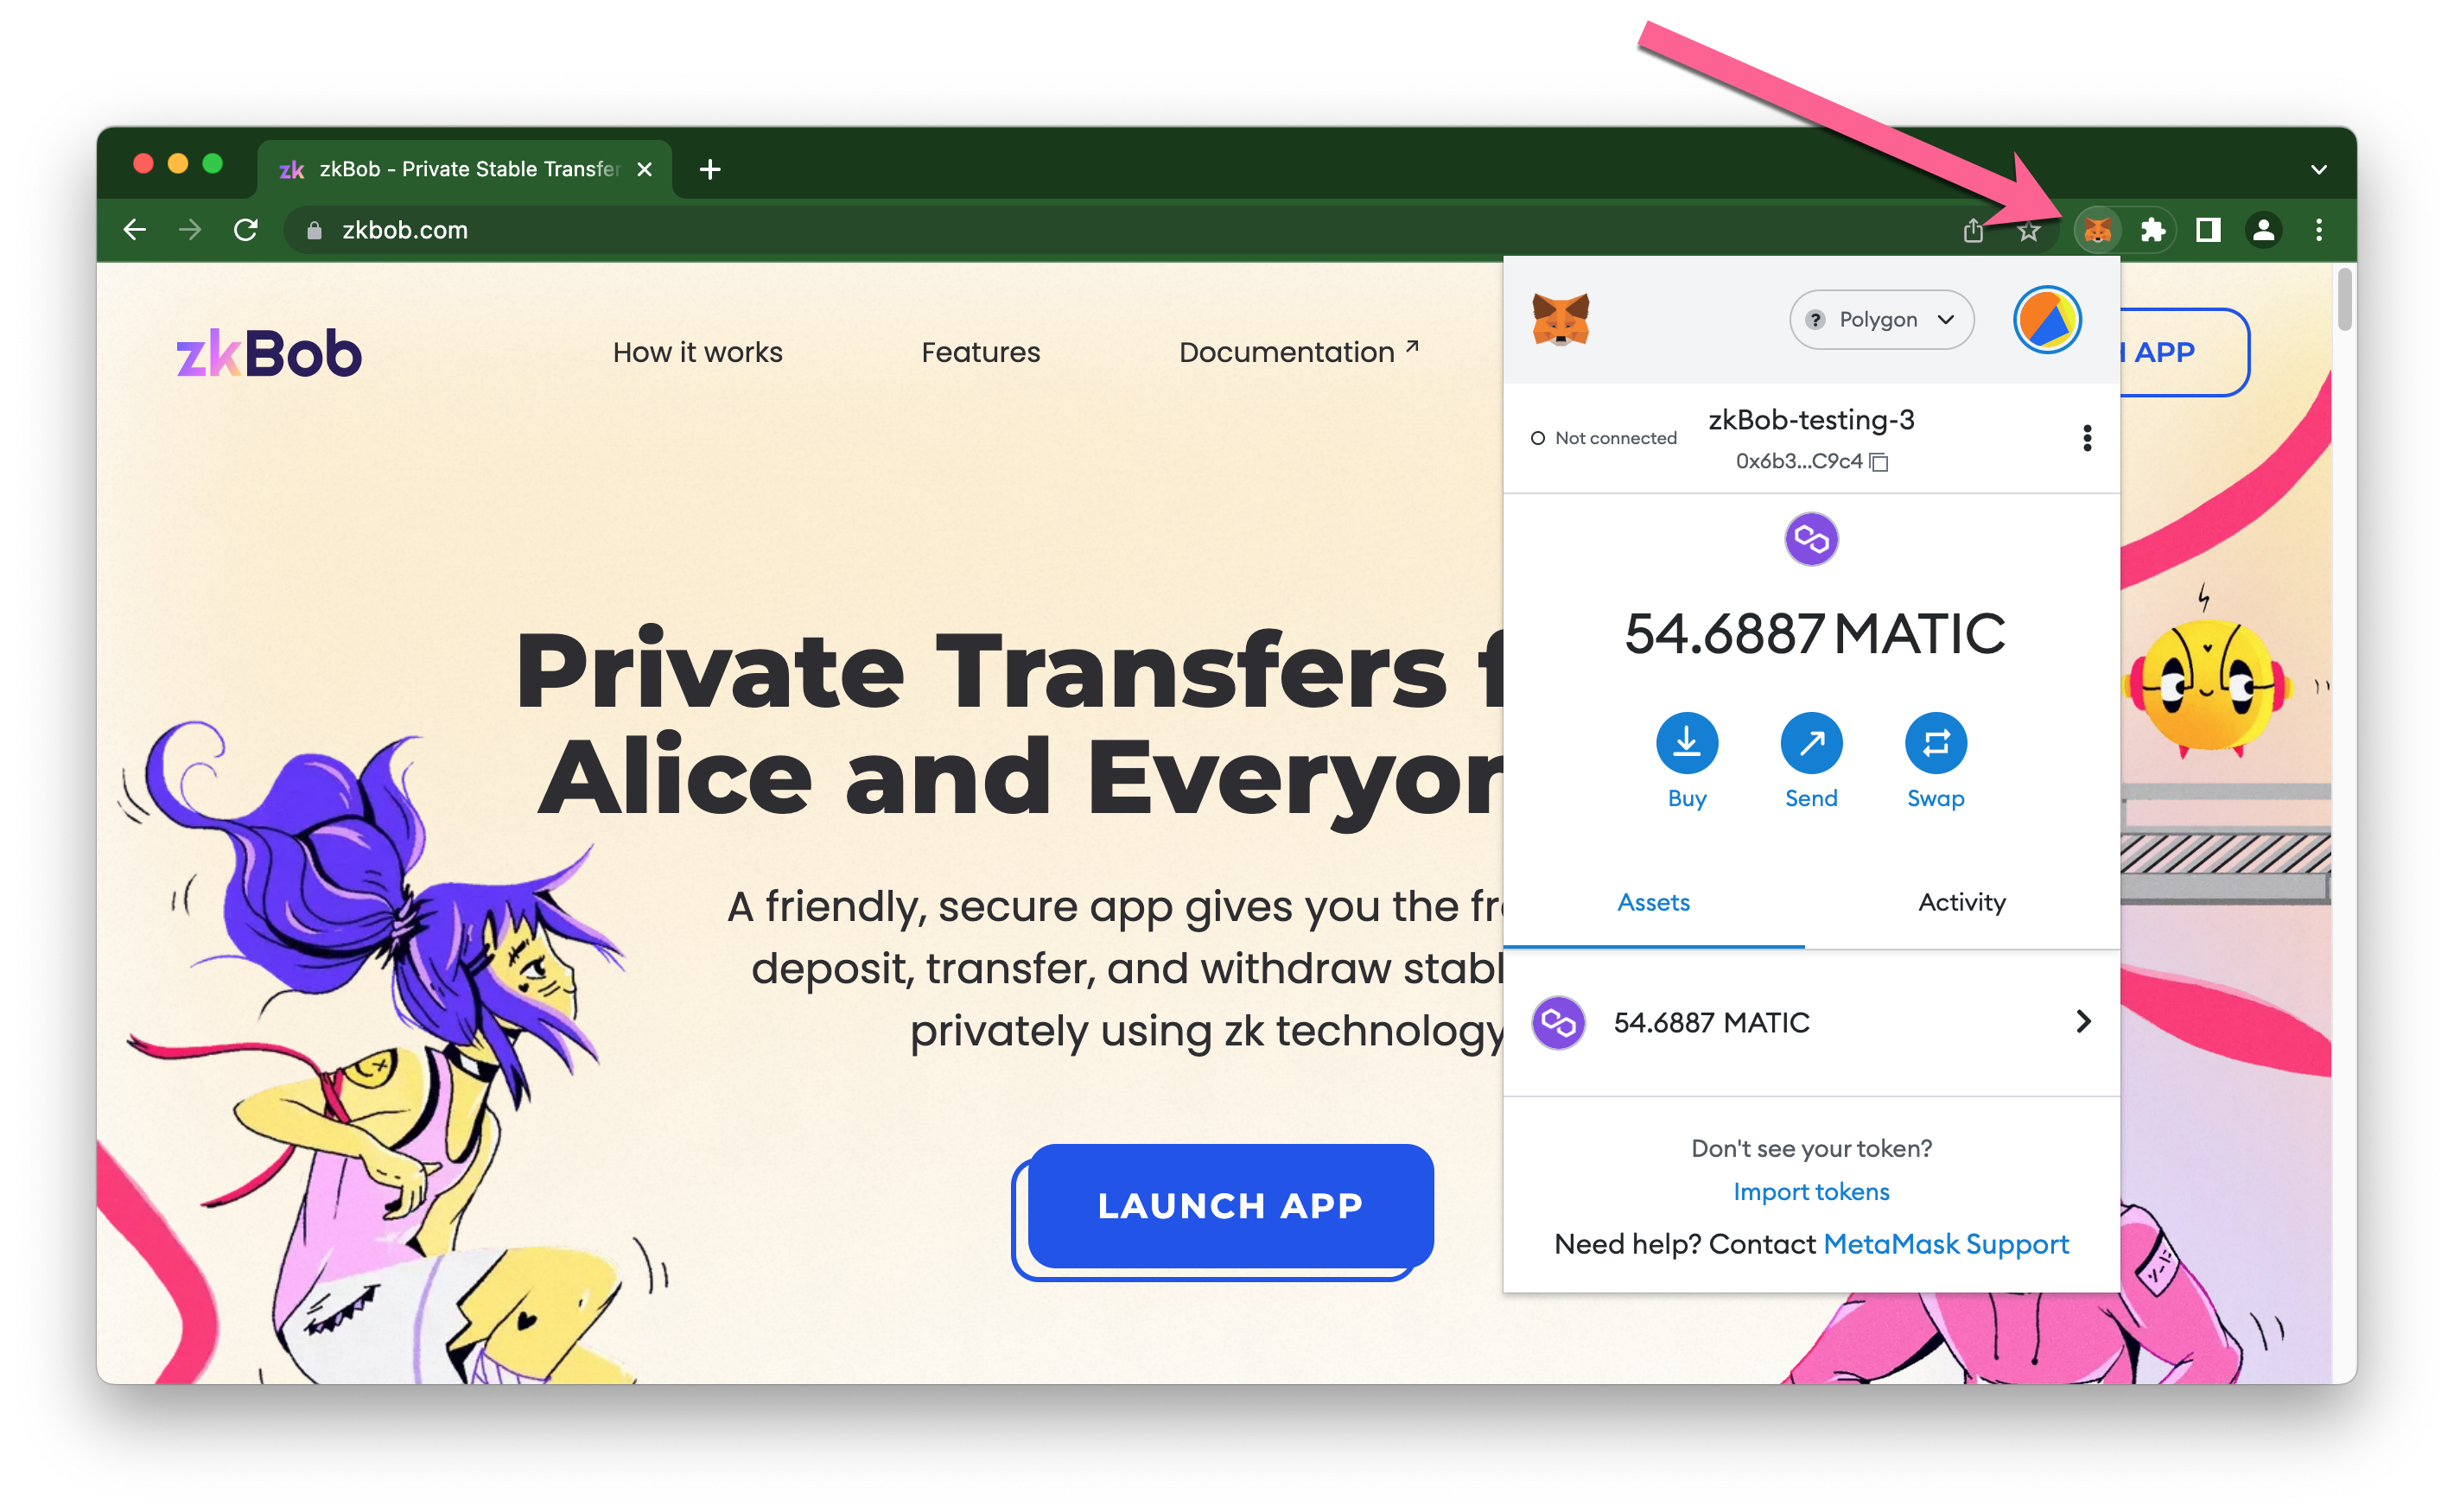 zk zkBob - Private Stable Transfer
zkbob.com
zkBob
How it works
Features
Documentation
APP
Private Transfers f
Alice and Everyon
A friendly, secure app gives you the fre
deposit, transfer, and withdraw stabl
privately using zk technology
LAUNCH APP
? Polygon
Not connected
zkBob-testing-3
0x6b3...C9c4
54.6887 MATIC
Buy
Send
Swap
Assets
Activity
54.6887 MATIC
Don't see your token?
Import tokens
Need help? Contact MetaMask Support